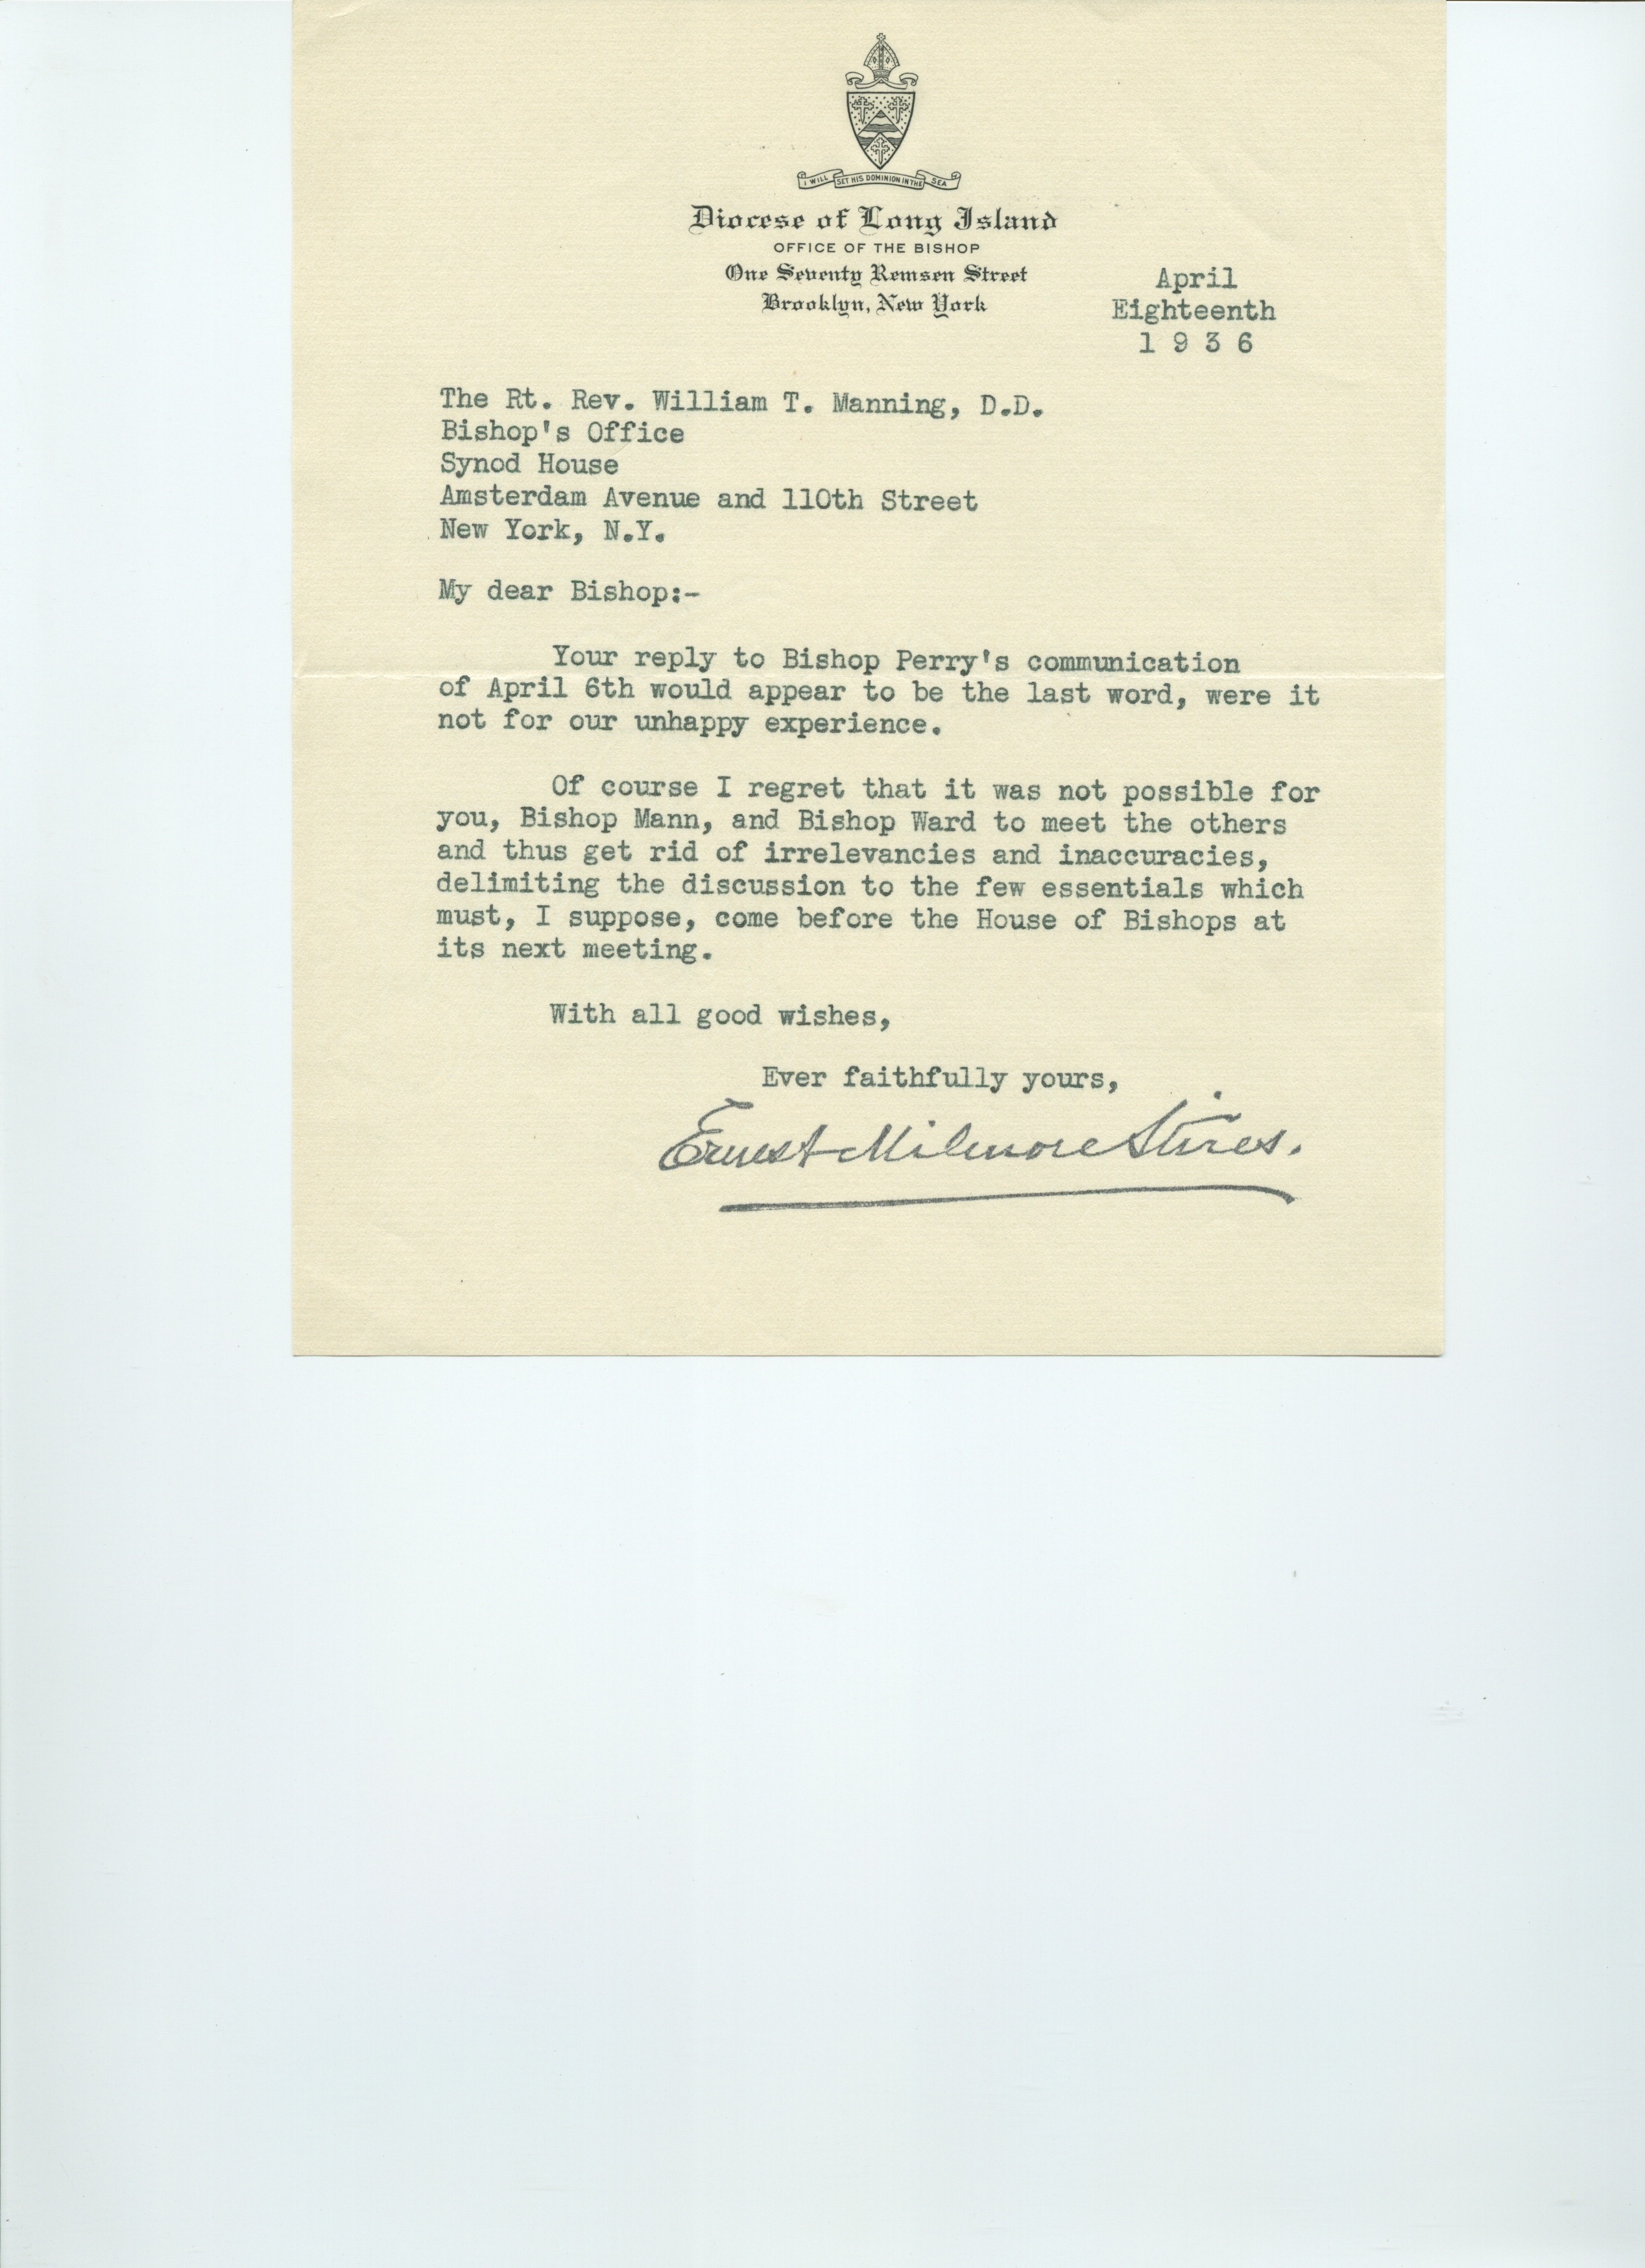 I WILL SET HIS DOMINION IN THE SEA
Diocese of Long Island
OFFICE OF THE BISHOP
One Seventy Remsen Street
Brooklyn, New York
April
Eighteenth
1 9 3 6
The Rt. Rev. William T. Manning, D.D.
Bishop's Office
Synod House
Amsterdam Avenue and 110th Street
New York, N.Y.
My dear Bishop:-
Your reply to Bishop Perry's communication
of April 6th would appear to be the last word, were it
not for our unhappy experience.
Of course I regret that it was not possible for
you, Bishop Mann, and Bishop Ward to meet the others
and thus get rid of irrelevancies and inaccuracies,
delimiting the discussion to the few essentials which
must, I suppose, come before the House of Bishops at
its next meeting.
With all good wishes,
Ever faithfully yours,
Ernest Milmore Stires.